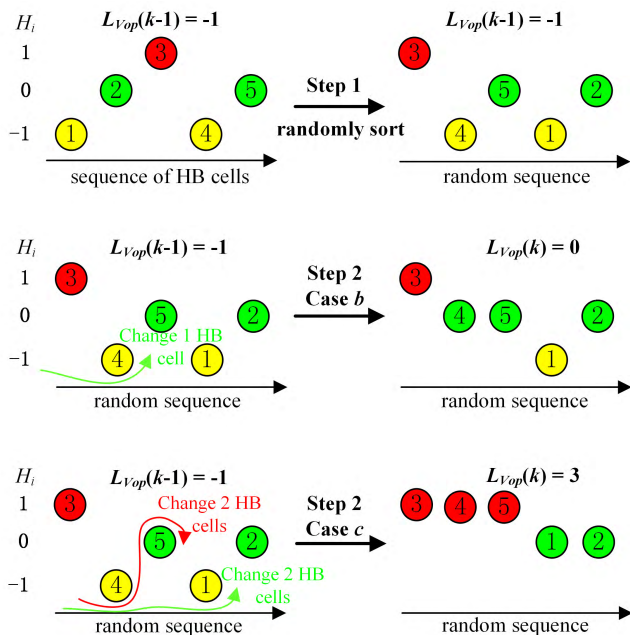 H_i
L_Vop(k-1) = -1
L_Vop(k-1) = -1
1
3
3
0
2
5
Step 1
5
2
randomly sort
-1
1
4
4
1
sequence of HB cells
random sequence
H_i
L_Vop(k-1) = -1
L_Vop(k) = 0
1
3
Step 2
3
0
5
2
Case b
4
5
2
Change 1 HB
cell
-1
4
1
1
random sequence
random sequence
H_i
L_Vop(k-1) = -1
L_Vop(k) = 3
1
3
Change 2 HB
cells
Step 2
3
4
5
0
5
2
Case c
1
2
Change 2 HB
cells
-1
4
1
random sequence
random sequence